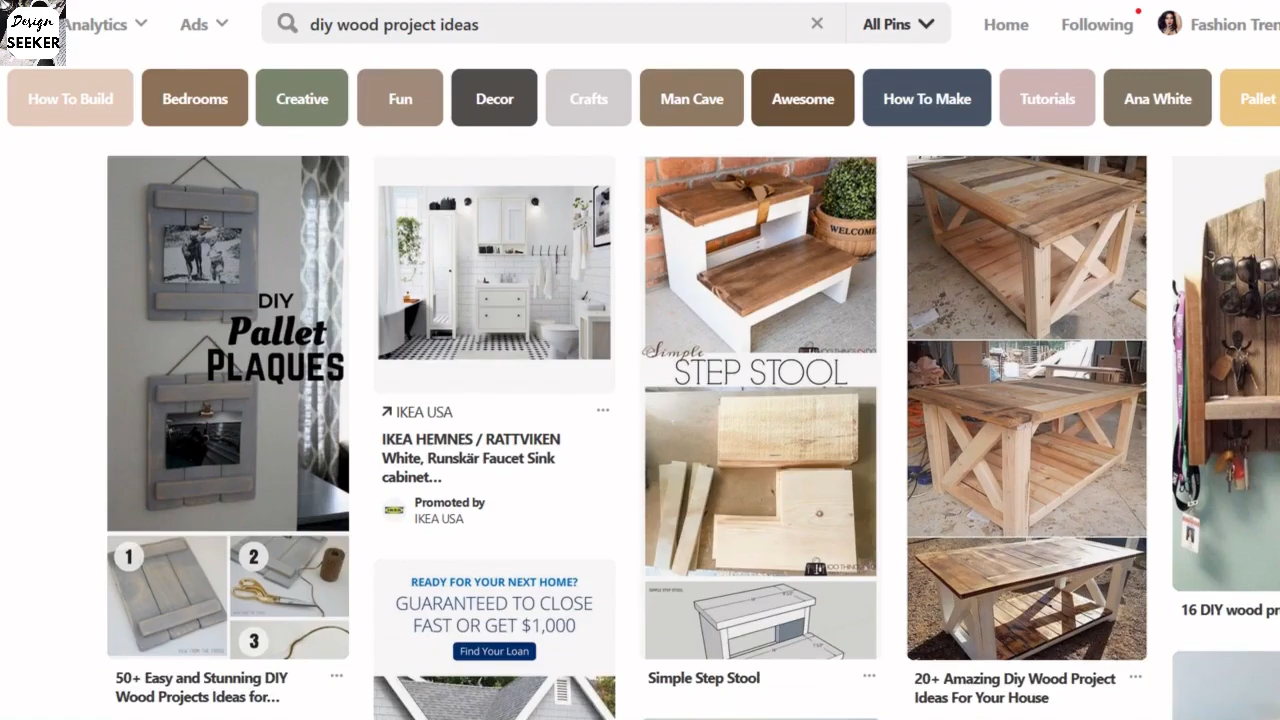 Design
SEEKER
Analytics
Ads
diy wood project ideas
All Pins
Home
Following
Fashion Tren
How To Build
Bedrooms
Creative
Fun
Decor
Crafts
Man Cave
Awesome
How To Make
Tutorials
Ana White
Pallet
DIY
Pallet
PLAQUES
1
2
3
50+ Easy and Stunning DIY
Wood Projects Ideas for...
IKEA USA
IKEA HEMNES / RATTVIKEN
White, Runskär Faucet Sink
cabinet...
IKEA
Promoted by
IKEA USA
READY FOR YOUR NEXT HOME?
GUARANTEED TO CLOSE
FAST OR GET $1,000
Find Your Loan
WELCOME
Simple
STEP STOOL
SIMPLE STEP STOOL
Simple Step Stool
20+ Amazing Diy Wood Project
Ideas For Your House
16 DIY wood pr